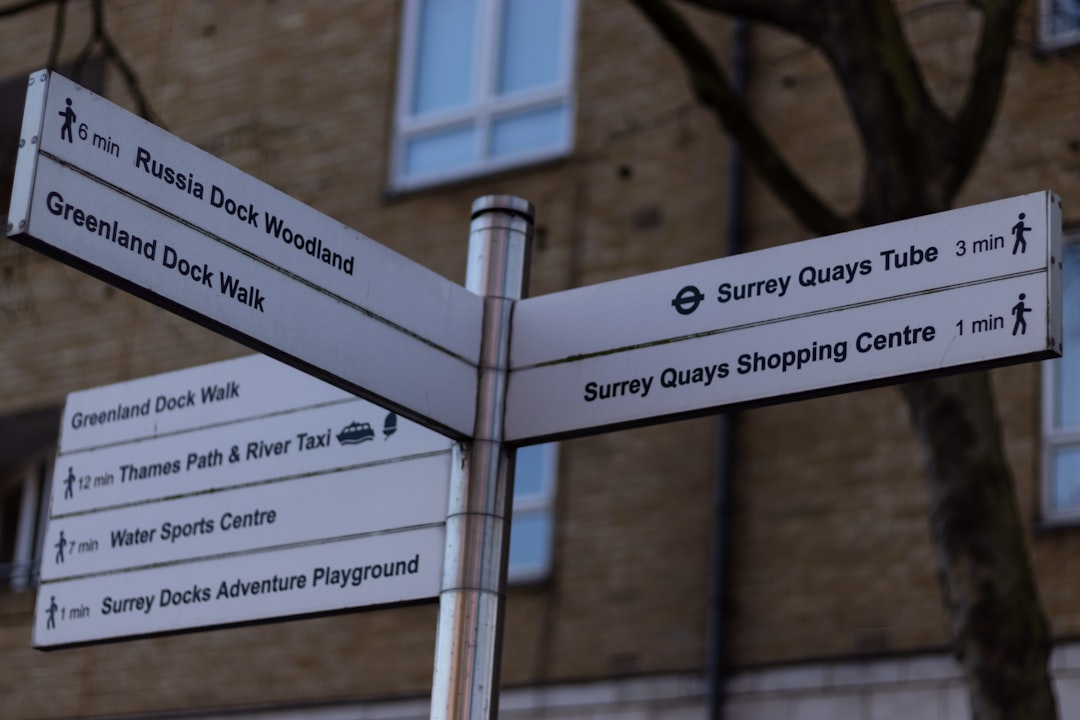 6 min Russia Dock Woodland
Greenland Dock Walk
Surrey Quays Tube 3 min
Surrey Quays Shopping Centre 1 min
Greenland Dock Walk
12 min Thames Path & River Taxi
7 min Water Sports Centre
1 min Surrey Docks Adventure Playground